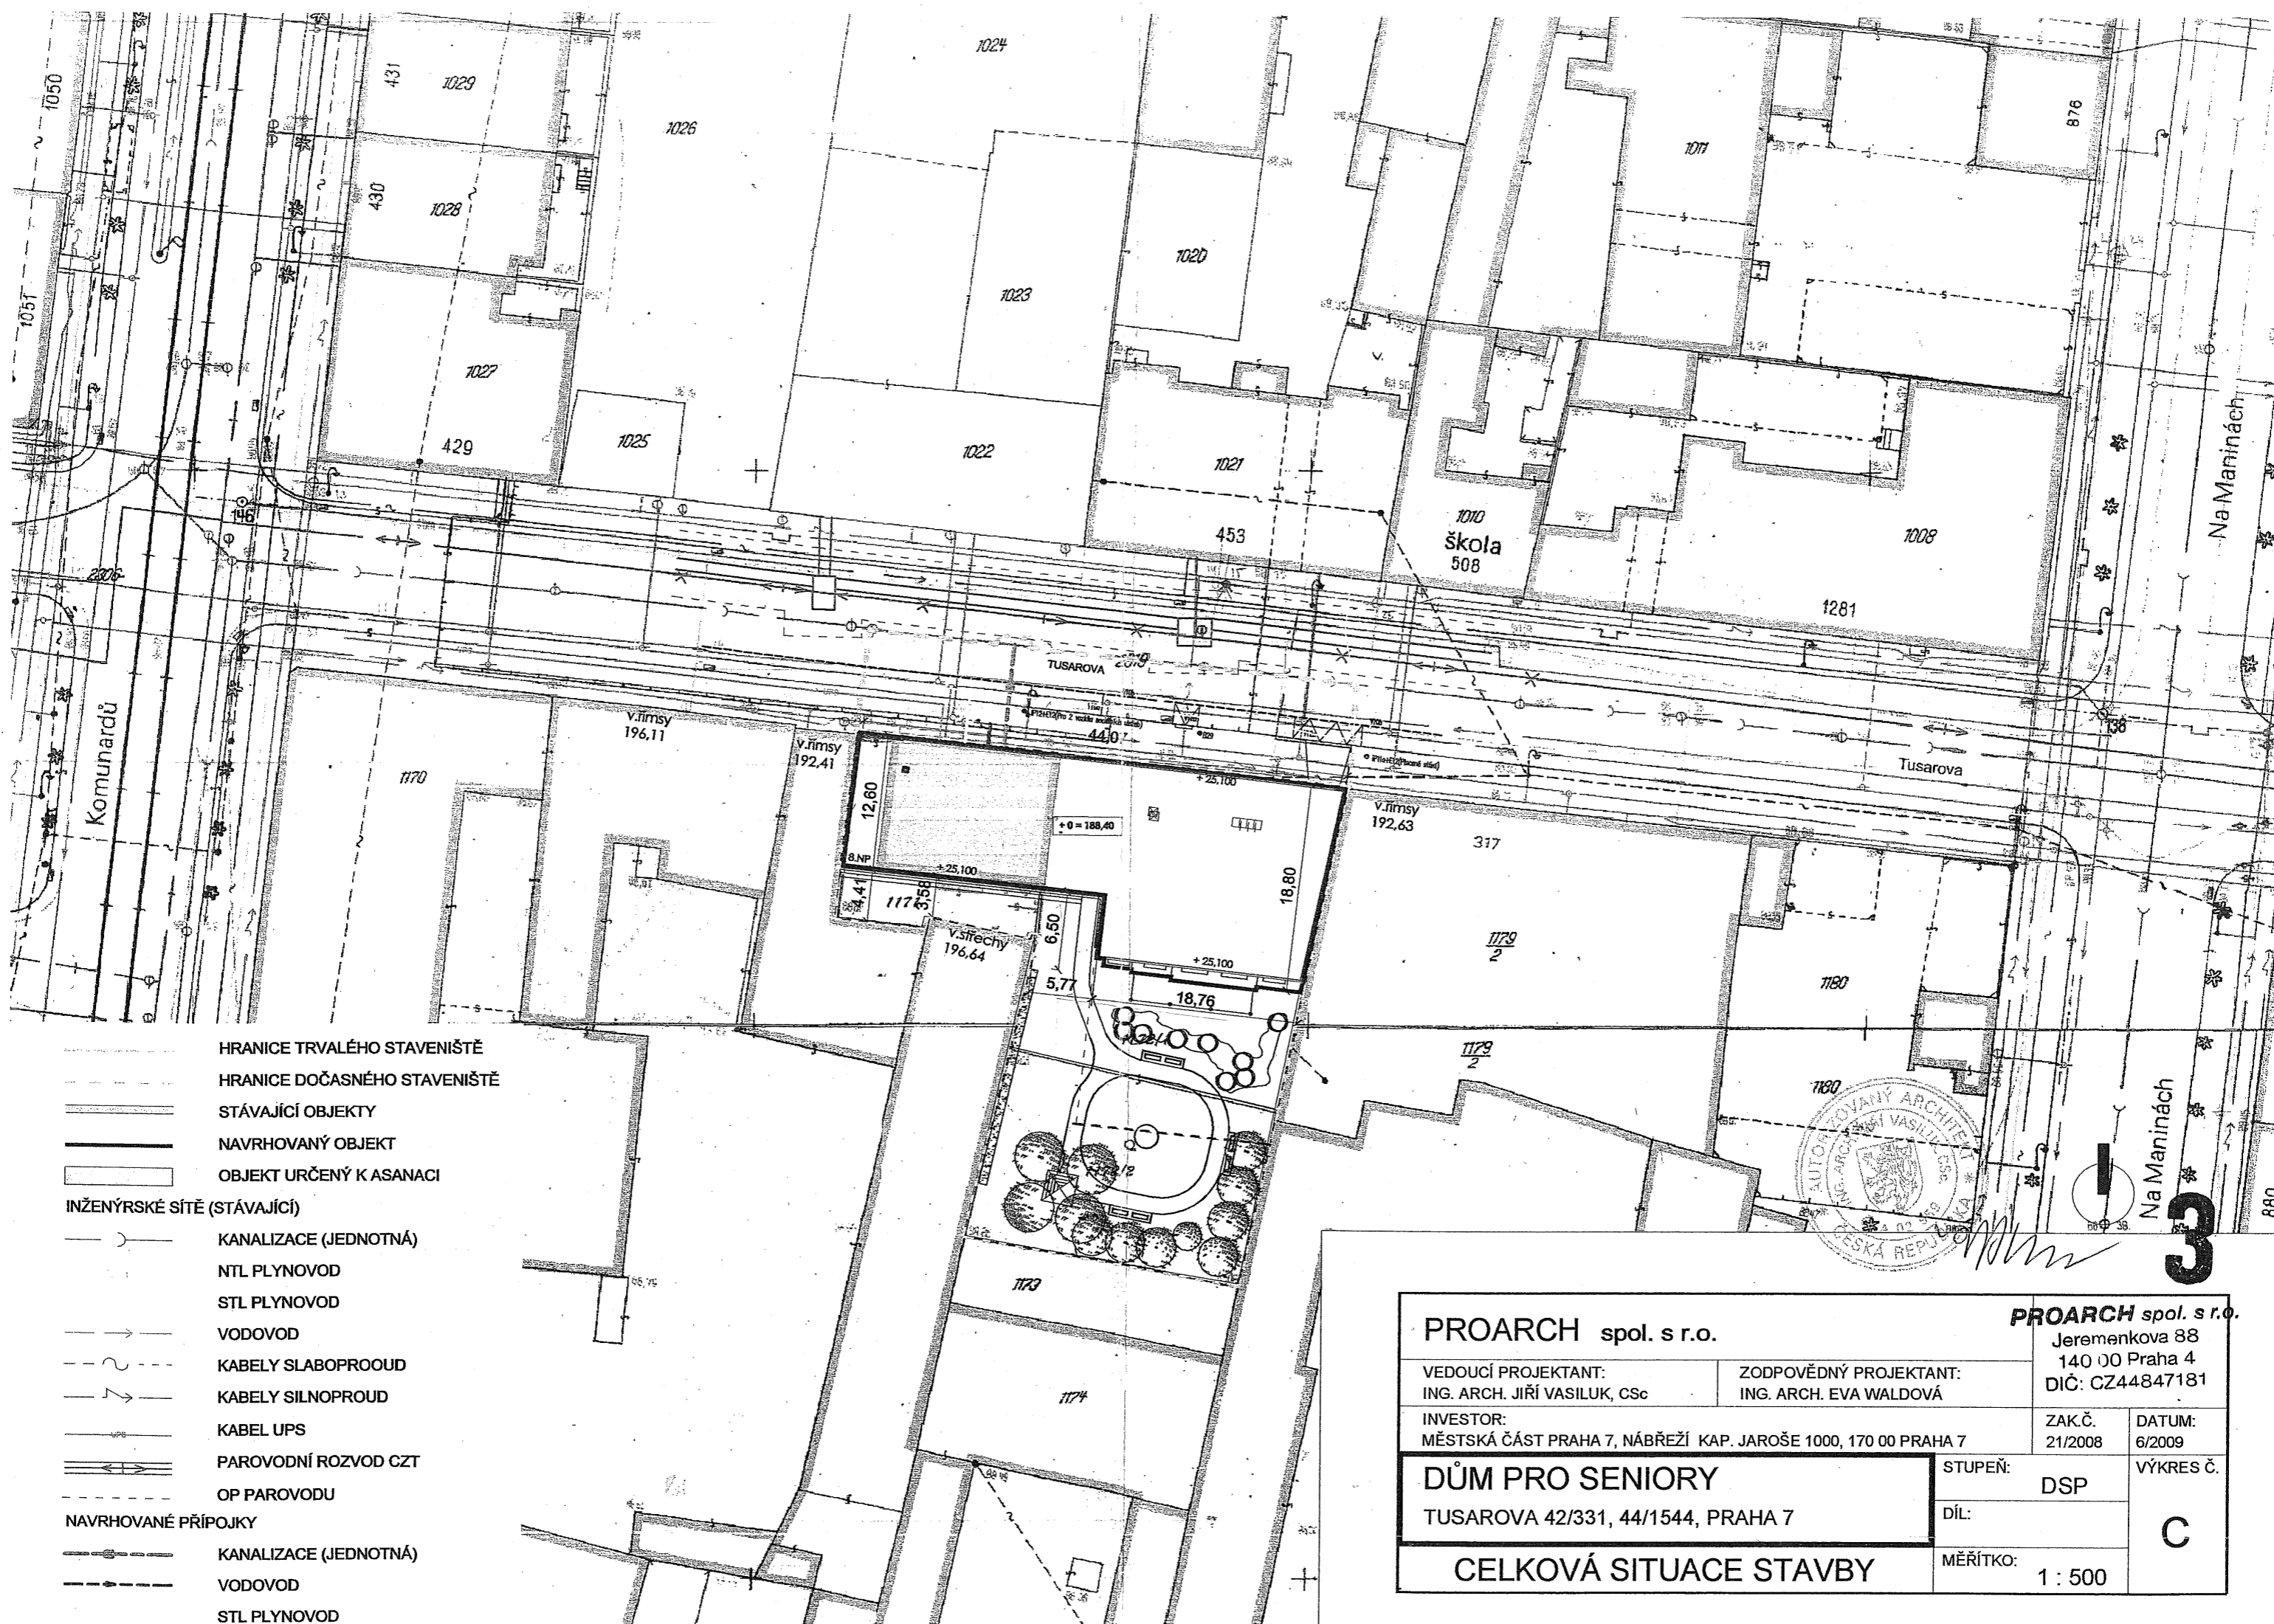 1050
431
1029
1024
1026
1011
876
430
1028
1020
1023
1051
1027
429
1025
1022
1021
453
1010
škola
508
1008
1281
Na Maninách
146
2306
TUSAROVA
Komunardů
1170
v.římsy
196,11
v.římsy
192,41
44,0
138
Tusarova
+25,100
12,60
+0 = 188,40
v.římsy
192,63
317
8.NP
+25,100
4,41
3,58
18,80
6,50
v.střechy
196,64
1179
2
+25,100
5,77
18,76
1180
1179
2
1180
1173
1174
Na Maninách
880
HRANICE TRVALÉHO STAVENIŠTĚ
HRANICE DOČASNÉHO STAVENIŠTĚ
STÁVAJÍCÍ OBJEKTY
NAVRHOVANÝ OBJEKT
OBJEKT URČENÝ K ASANACI
INŽENÝRSKÉ SÍTĚ (STÁVAJÍCÍ)
KANALIZACE (JEDNOTNÁ)
NTL PLYNOVOD
STL PLYNOVOD
VODOVOD
KABELY SLABOPROOUD
KABELY SILNOPROUD
KABEL UPS
PAROVODNÍ ROZVOD CZT
OP PAROVODU
NAVRHOVANÉ PŘÍPOJKY
KANALIZACE (JEDNOTNÁ)
VODOVOD
STL PLYNOVOD
AUTORIZOVANÝ ARCHITEKT
ČESKÁ REPUBLIKA
3
PROARCH spol. s r.o.
PROARCH spol. s r.o.
Jeremenkova 88
140 00 Praha 4
DIČ: CZ44847181
VEDOUCÍ PROJEKTANT:
ING. ARCH. JIŘÍ VASILUK, CSc
ZODPOVĚDNÝ PROJEKTANT:
ING. ARCH. EVA WALDOVÁ
INVESTOR:
MĚSTSKÁ ČÁST PRAHA 7, NÁBŘEŽÍ KAP. JAROŠE 1000, 170 00 PRAHA 7
ZAK.Č.
21/2008
DATUM:
6/2009
DŮM PRO SENIORY
TUSAROVA 42/331, 44/1544, PRAHA 7
STUPEŇ:
DSP
VÝKRES Č.
DÍL:
C
CELKOVÁ SITUACE STAVBY
MĚŘÍTKO:
1 : 500